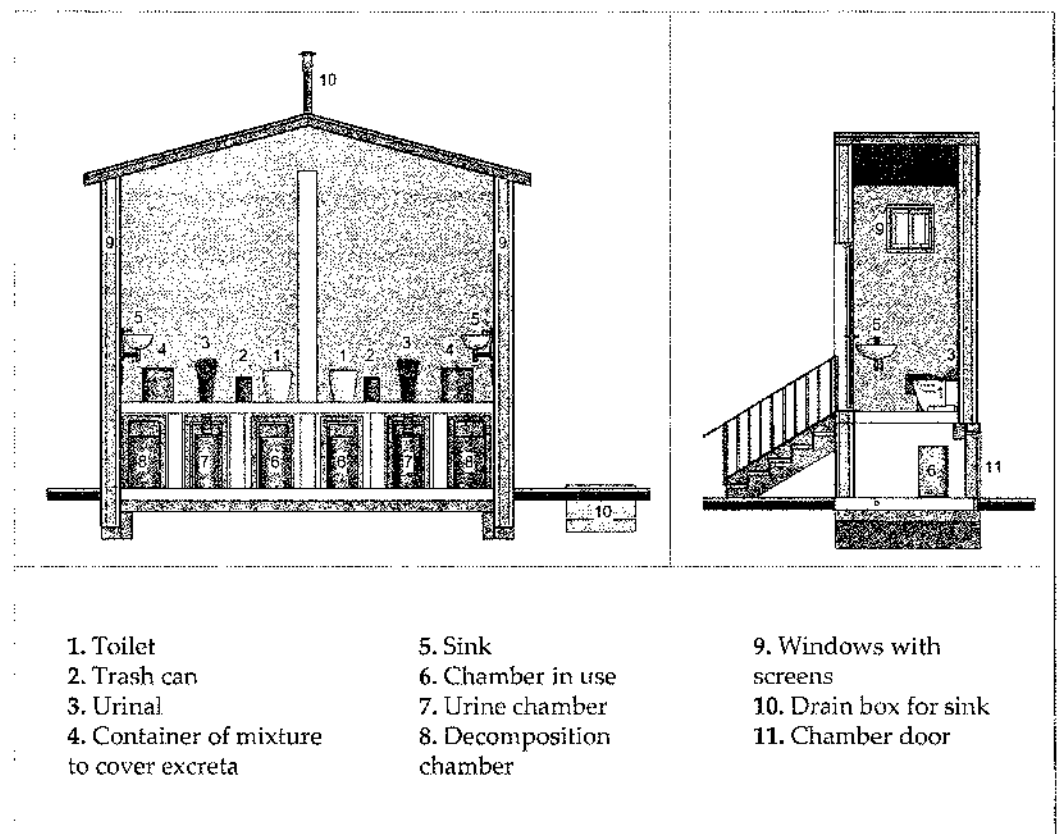 10
9
9
5
5
4
3
2
1
1
2
3
4
8
7
6
6
7
8
10
9
5
3
6
11
1. Toilet
2. Trash can
3. Urinal
4. Container of mixture
to cover excreta
5. Sink
6. Chamber in use
7. Urine chamber
8. Decomposition
chamber
9. Windows with
screens
10. Drain box for sink
11. Chamber door